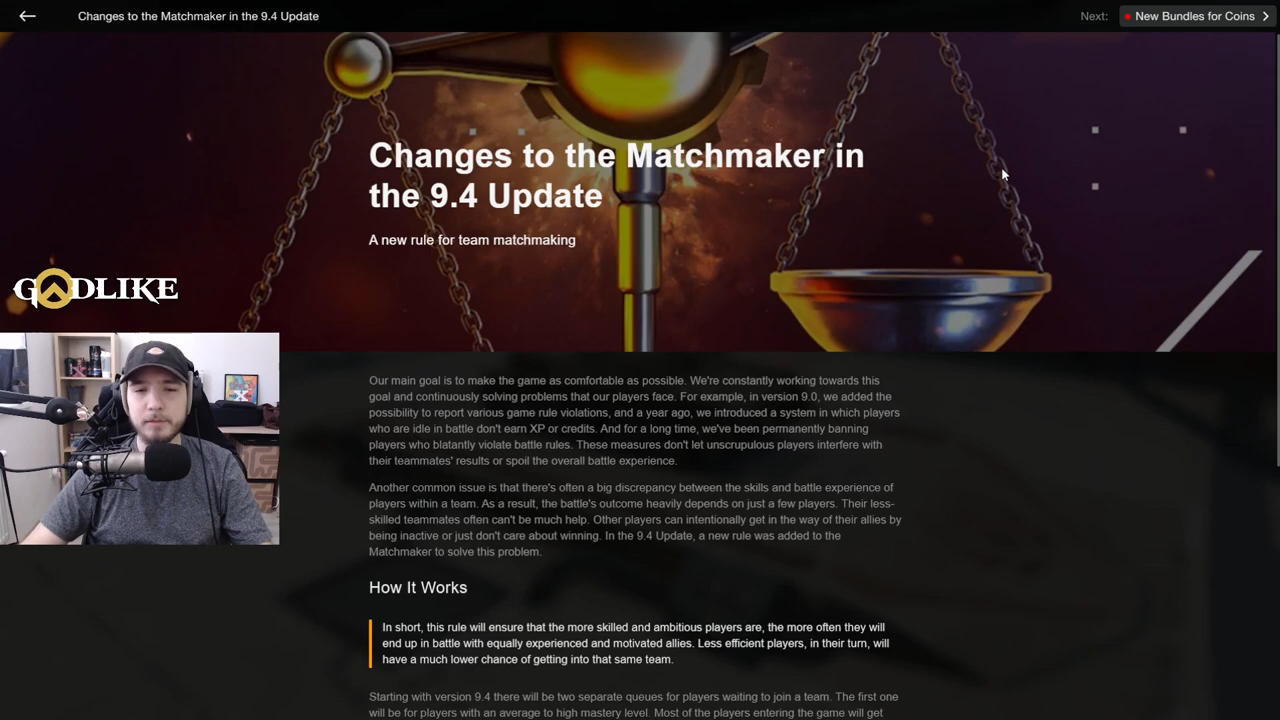 Changes to the Matchmaker in the 9.4 Update
Next:
New Bundles for Coins
Changes to the Matchmaker in
the 9.4 Update
A new rule for team matchmaking
GODLIKE
Our main goal is to make the game as comfortable as possible. We're constantly working towards this
goal and continuously solving problems that our players face. For example, in version 9.0, we added the
possibility to report various game rule violations, and a year ago, we introduced a system in which players
who are idle in battle don't earn XP or credits. And for a long time, we've been permanently banning
players who blatantly violate battle rules. These measures don't let unscrupulous players interfere with
their teammates' results or spoil the overall battle experience.
Another common issue is that there's often a big discrepancy between the skills and battle experience of
players within a team. As a result, the battle's outcome heavily depends on just a few players. Their less-
skilled teammates often can't be much help. Other players can intentionally get in the way of their allies by
being inactive or just don't care about winning. In the 9.4 Update, a new rule was added to the
Matchmaker to solve this problem.
How It Works
In short, this rule will ensure that the more skilled and ambitious players are, the more often they will
end up in battle with equally experienced and motivated allies. Less efficient players, in their turn, will
have a much lower chance of getting into that same team.
Starting with version 9.4 there will be two separate queues for players waiting to join a team. The first one
will be for players with an average to high mastery level. Most of the players entering the game will get